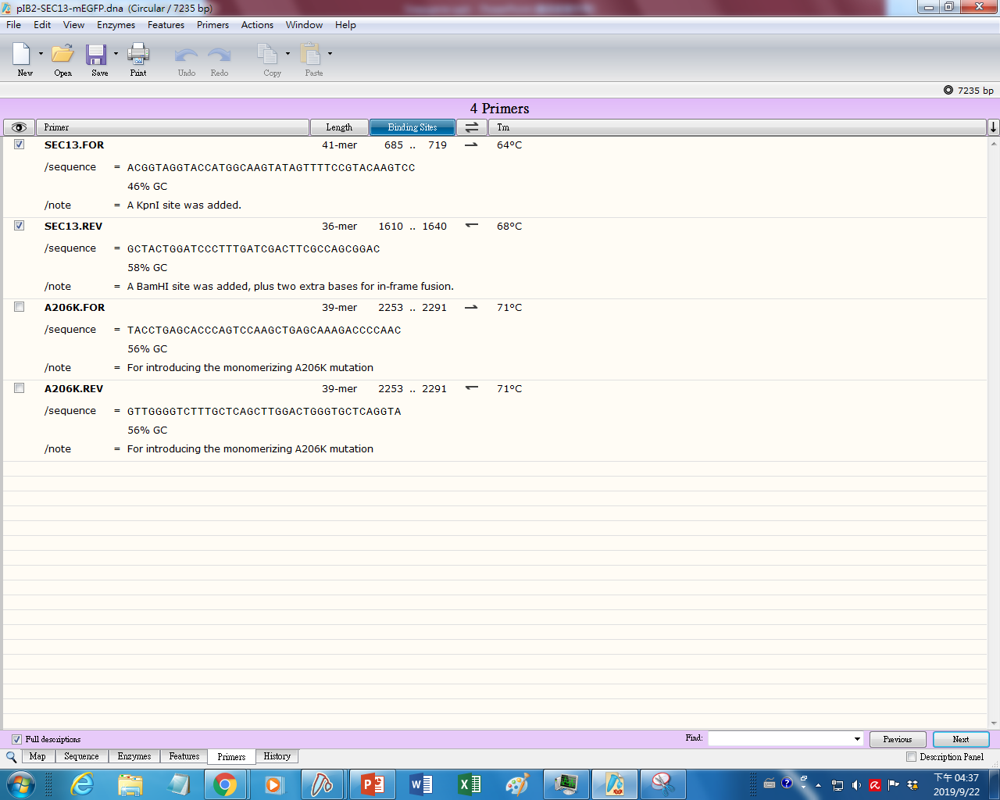 pIB2-SEC13-mEGFP.dna (Circular / 7235 bp)
File Edit View Enzymes Features Primers Actions Window Help
New Open Save Print Undo Redo Copy Paste
7235 bp
4 Primers
Primer Length Binding Sites Tm
SEC13.FOR 41-mer 685 .. 719 64°C
/sequence = ACGGTAGGTACCATGGCAAGTATAGTTTTCCGTACAAGTCC
46% GC
/note = A KpnI site was added.
SEC13.REV 36-mer 1610 .. 1640 68°C
/sequence = GCTACTGGATCCCTTTGATCGACTTCGCCAGCGGAC
58% GC
/note = A BamHI site was added, plus two extra bases for in-frame fusion.
A206K.FOR 39-mer 2253 .. 2291 71°C
/sequence = TACCTGAGCACCCAGTCCAAGCTGAGCAAAGACCCCAAC
56% GC
/note = For introducing the monomerizing A206K mutation
A206K.REV 39-mer 2253 .. 2291 71°C
/sequence = GTTGGGGTCTTTGCTCAGCTTGGACTGGGTGCTCAGGTA
56% GC
/note = For introducing the monomerizing A206K mutation
Full descriptions Find: Previous Next
Map Sequence Enzymes Features Primers History Description Panel
下午 04:37
2019/9/22